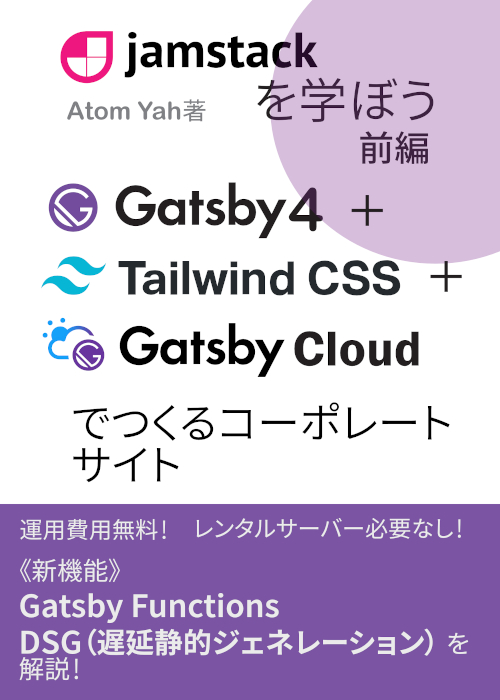 jamstack
を学ぼう
Atom Yah著
前編
Gatsby4 +
Tailwind CSS +
Gatsby Cloud
でつくるコーポレート
サイト
運用費用無料! レンタルサーバー必要なし!
《新機能》
Gatsby Functions
DSG(遅延静的ジェネレーション) を
解説!